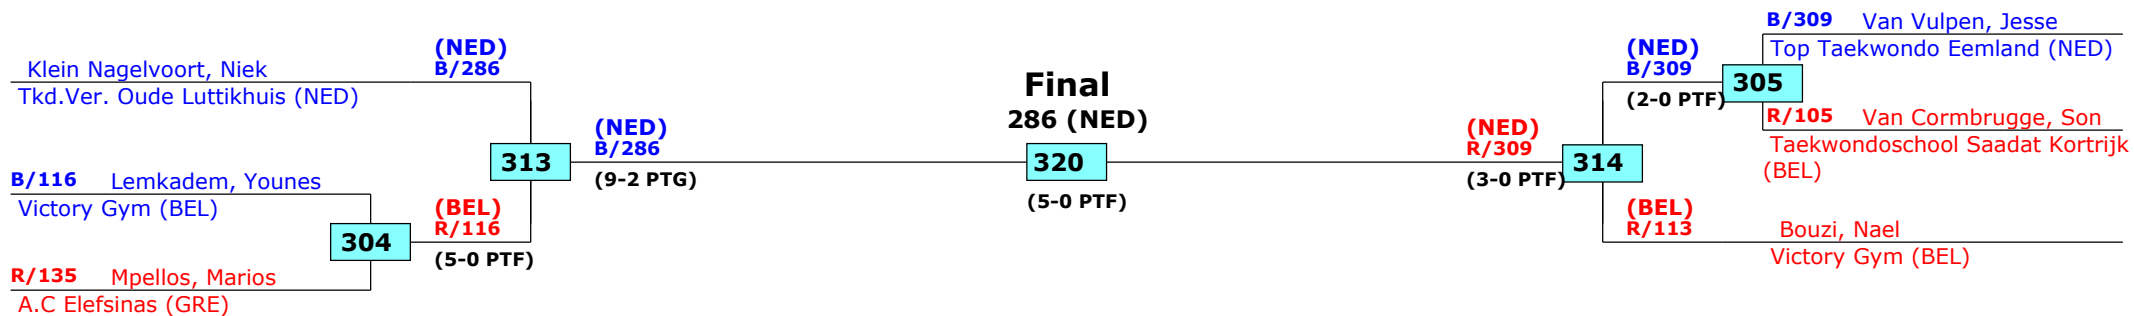 (NED)
B/286
Klein Nagelvoort, Niek
Tkd.Ver. Oude Luttikhuis (NED)
313
(NED)
B/286
(9-2 PTG)
B/116 Lemkadem, Younes
Victory Gym (BEL)
304
(BEL)
R/116
(5-0 PTF)
R/135 Mpellos, Marios
A.C Elefsinas (GRE)
Final
286 (NED)
320
(5-0 PTF)
B/309 Van Vulpen, Jesse
Top Taekwondo Eemland (NED)
(NED)
B/309
(2-0 PTF)
305
R/105 Van Cormbrugge, Son
Taekwondoschool Saadat Kortrijk
(BEL)
(NED)
R/309
(3-0 PTF)
314
(BEL)
R/113
Bouzi, Nael
Victory Gym (BEL)